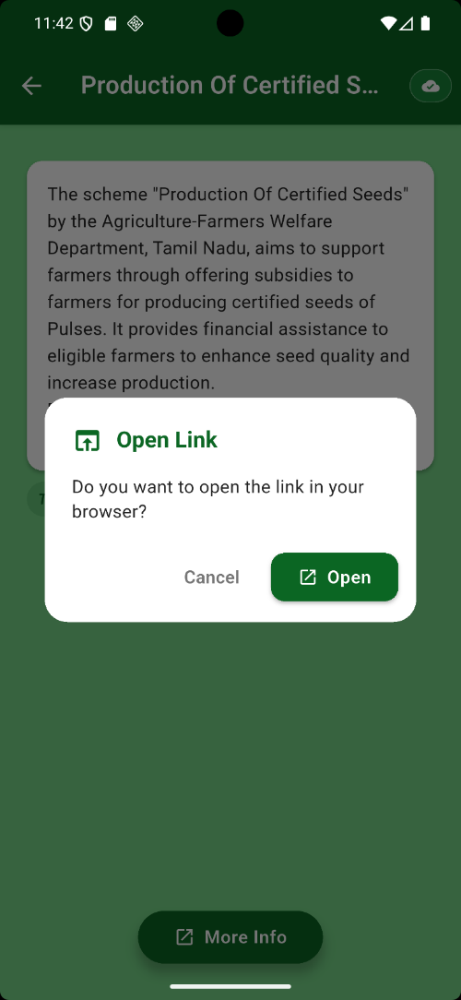 11:42
Production Of Certified S...
The scheme "Production Of Certified Seeds"
by the Agriculture-Farmers Welfare
Department, Tamil Nadu, aims to support
farmers through offering subsidies to
farmers for producing certified seeds of
Pulses. It provides financial assistance to
eligible farmers to enhance seed quality and
increase production.
Open Link
Do you want to open the link in your
browser?
Cancel
Open
More Info